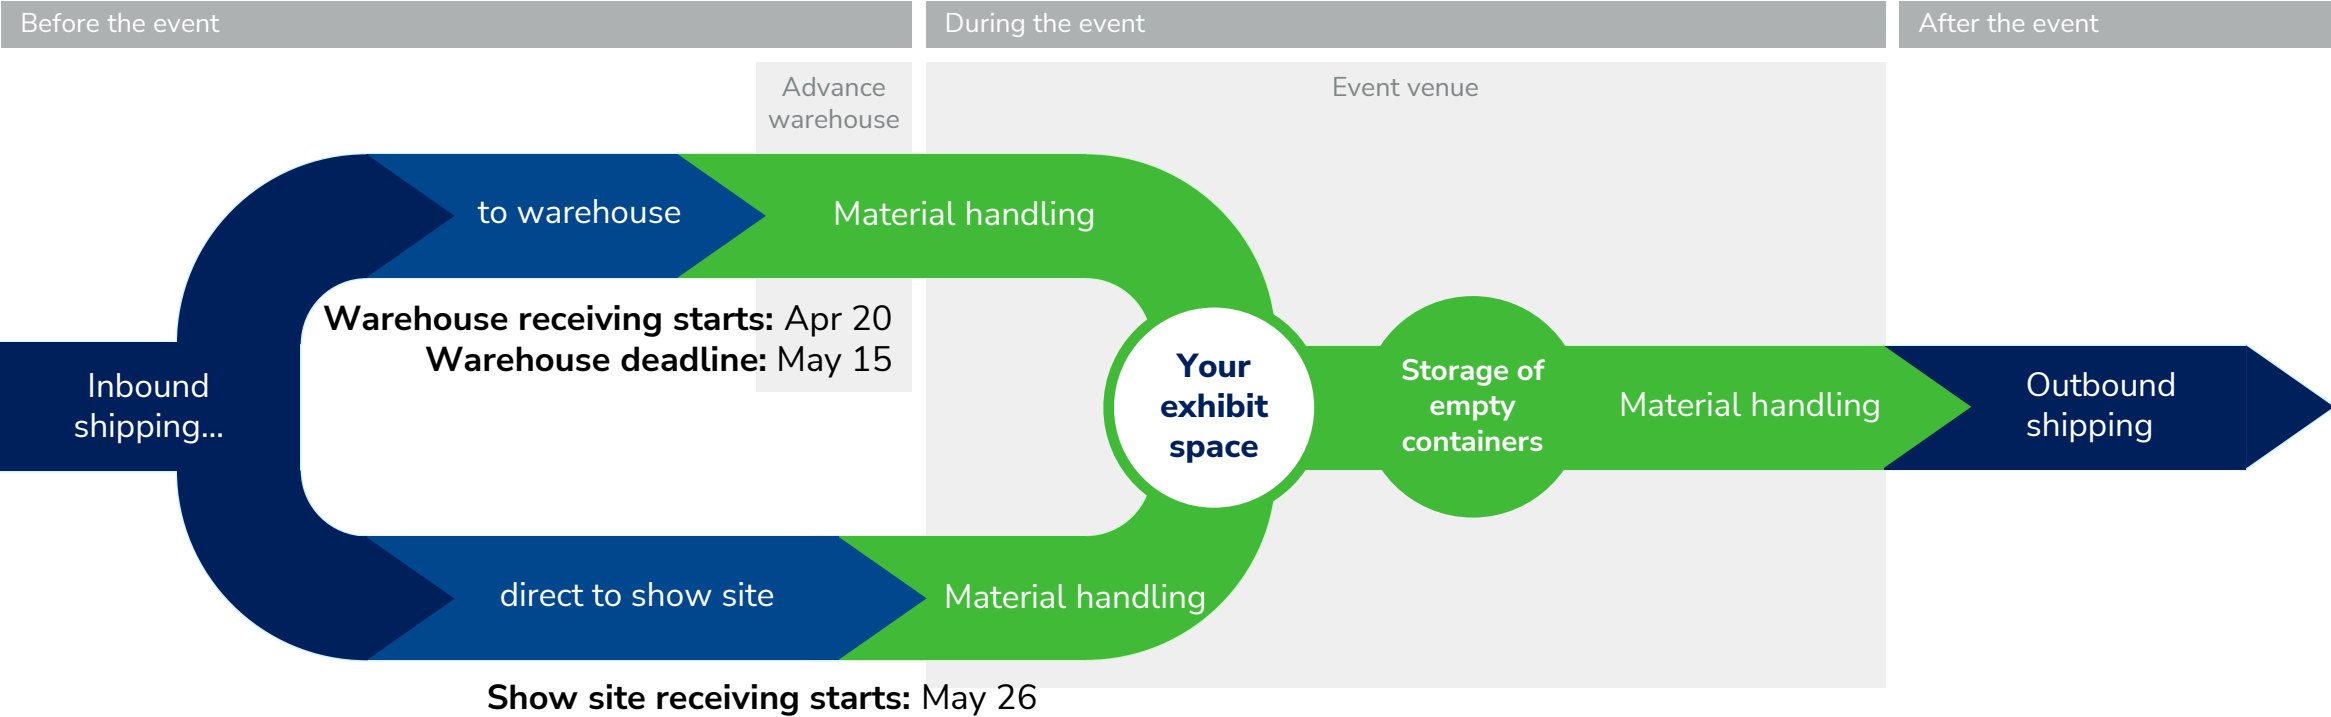 Before the event
During the event
After the event
Advance
warehouse
Event venue
to warehouse
Material handling
Warehouse receiving starts: Apr 20
Warehouse deadline: May 15
Inbound
shipping...
Your
exhibit
space
Storage of
empty
containers
Material handling
Outbound
shipping
direct to show site
Material handling
Show site receiving starts: May 26